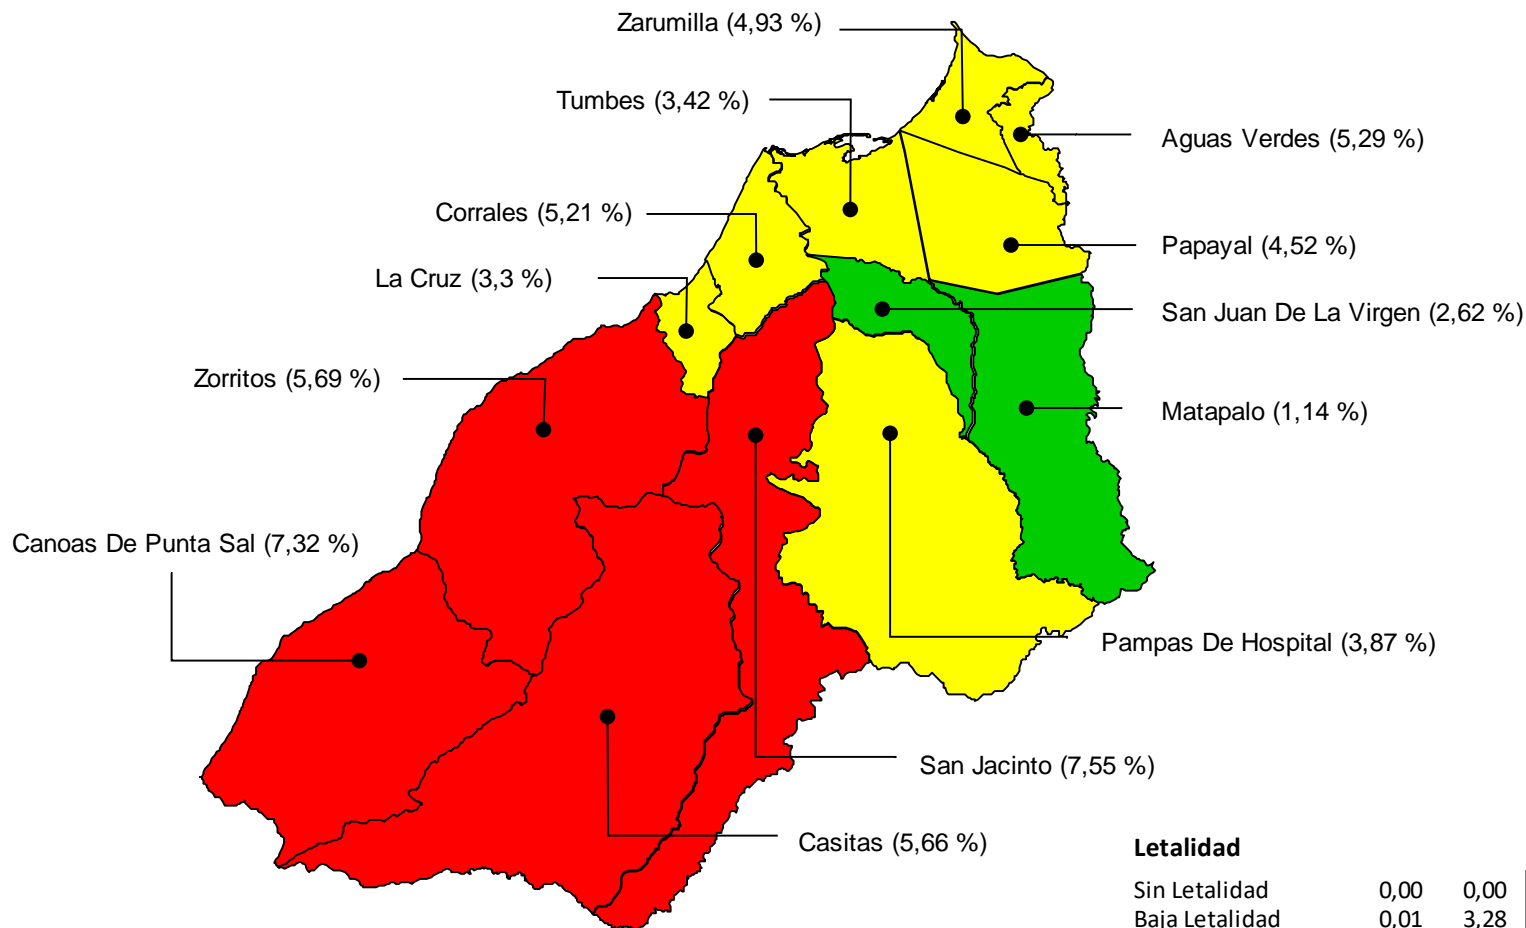 Zarumilla (4,93 %)
Tumbes (3,42 %)
Aguas Verdes (5,29 %)
Corrales (5,21 %)
Papayal (4,52 %)
La Cruz (3,3 %)
San Juan De La Virgen (2,62 %)
Zorritos (5,69 %)
Matapalo (1,14 %)
Canoas De Punta Sal (7,32 %)
Pampas De Hospital (3,87 %)
San Jacinto (7,55 %)
Casitas (5,66 %)
Letalidad
Sin Letalidad 0,00 0,00
Baja Letalidad 0,01 3,28